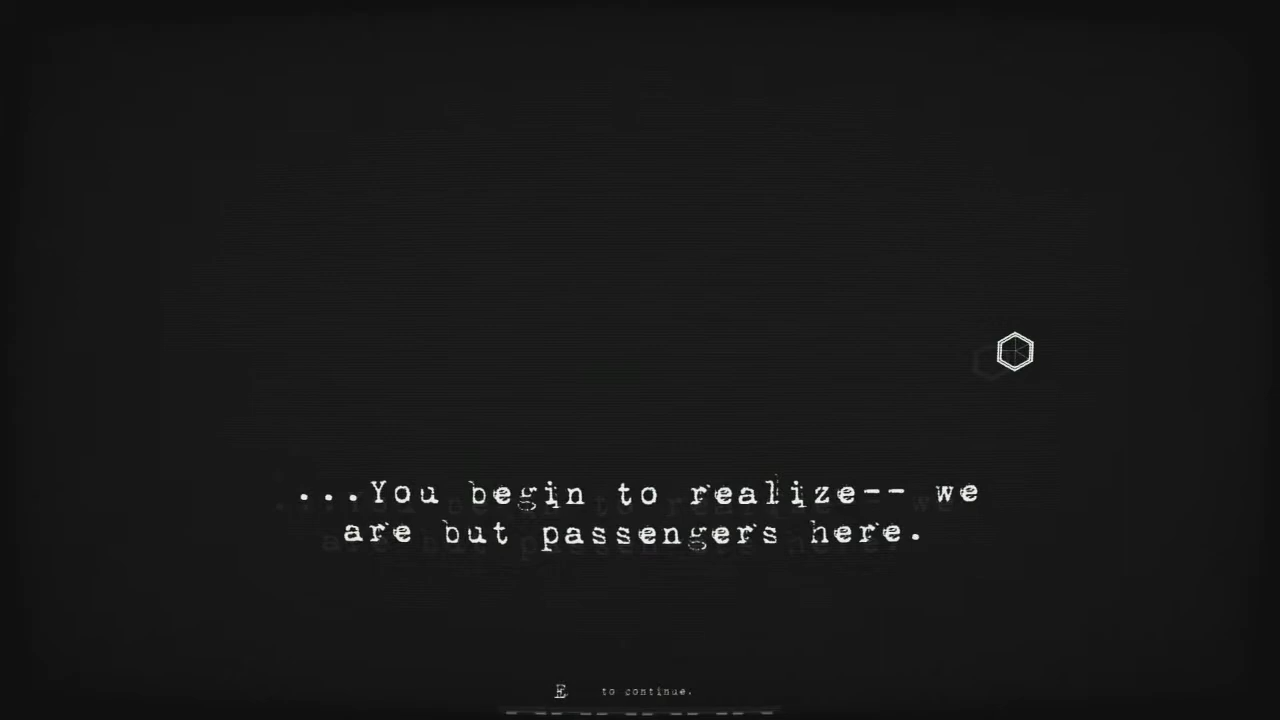 ...You begin to realize-- we
are but passengers here.
E to continue.